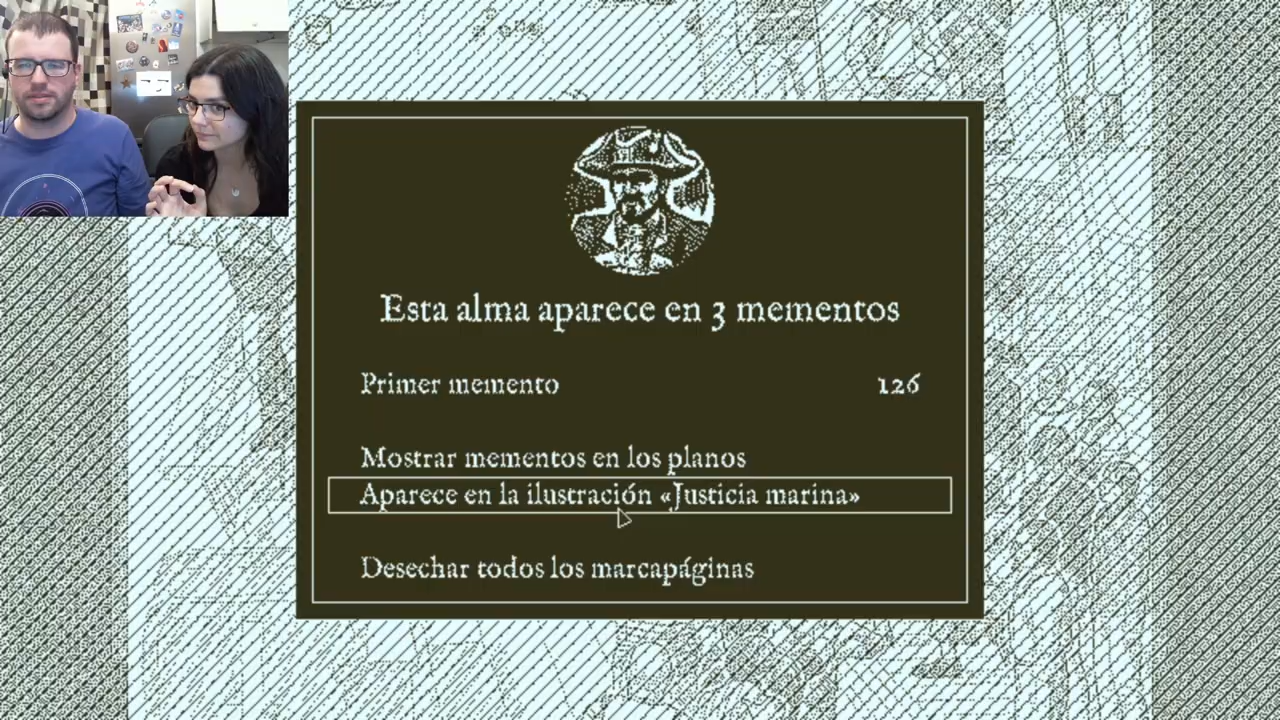 Esta alma aparece en 3 mementos
Primer memento 126
Mostrar mementos en los planos
Aparece en la ilustración «Justicia marina»
Desechar todos los marcapáginas